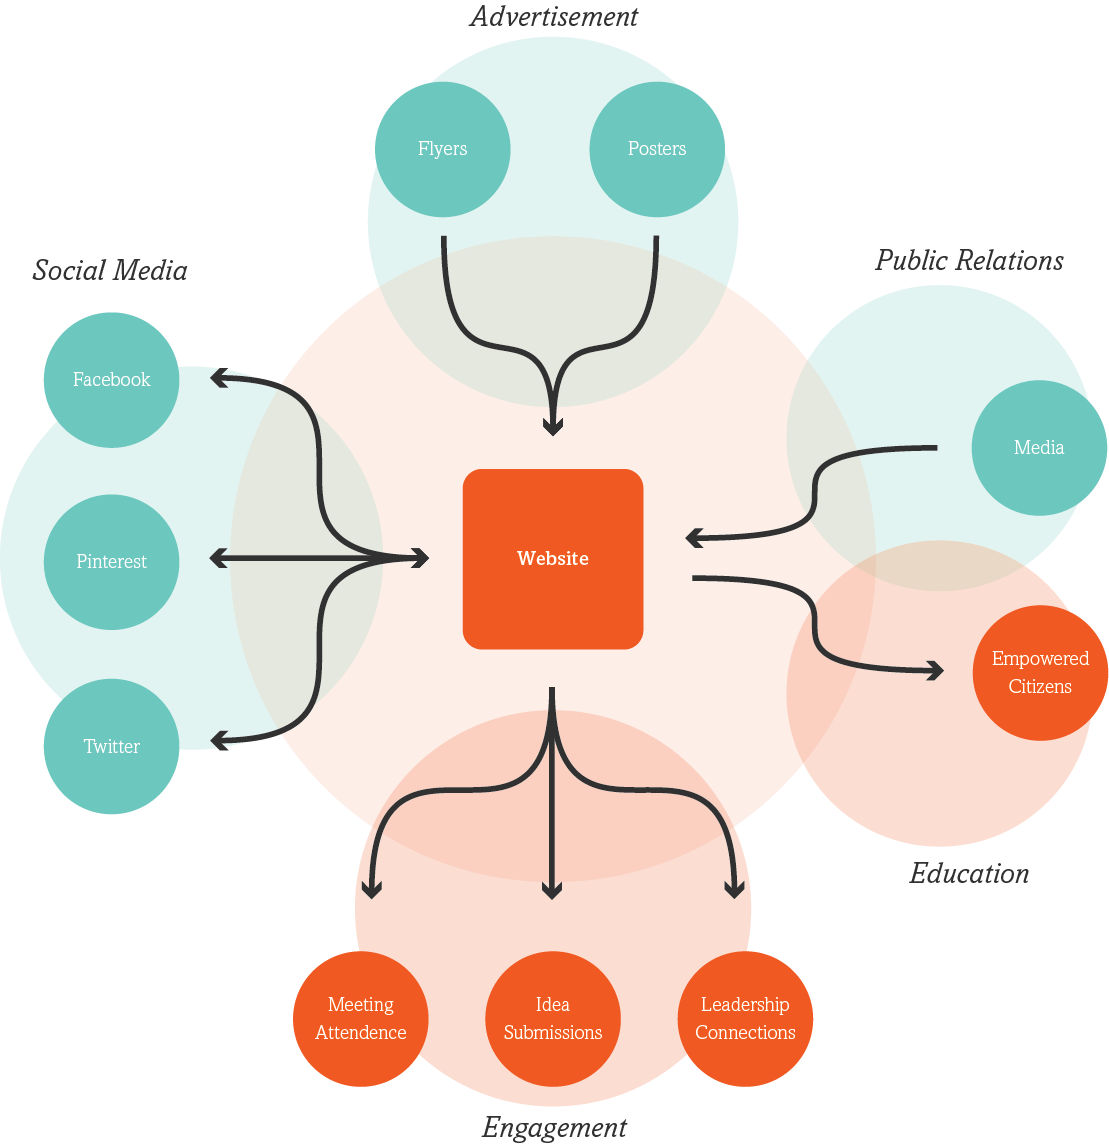 Advertisement
Flyers
Posters
Social Media
Public Relations
Facebook
Media
Pinterest
Website
Empowered
Citizens
Twitter
Education
Meeting
Attendence
Idea
Submissions
Leadership
Connections
Engagement